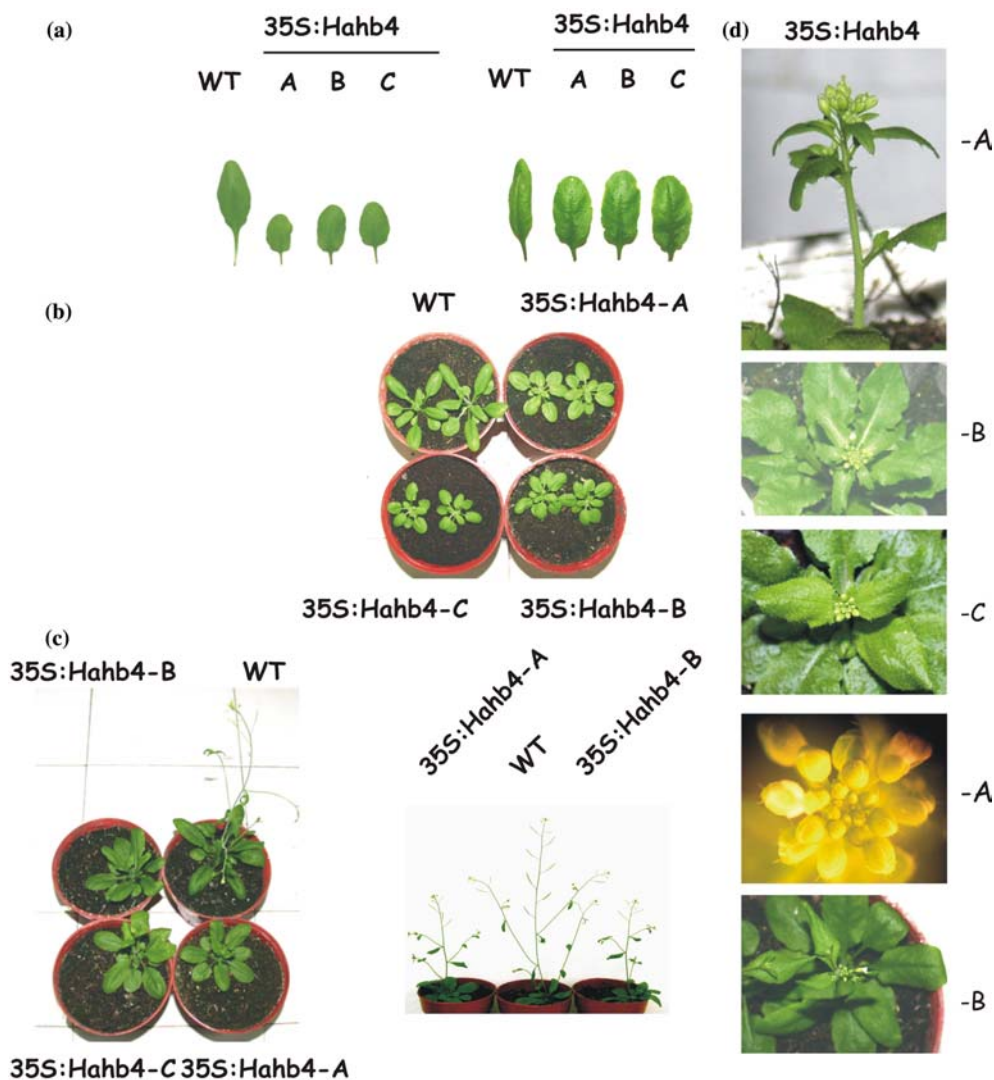 (a)
35S:Hahb4
WT A B C
35S:Hahb4
WT A B C
(b)
WT 35S:Hahb4-A
35S:Hahb4-C 35S:Hahb4-B
(c)
35S:Hahb4-B WT
35S:Hahb4-C 35S:Hahb4-A
35S:Hahb4-A
WT
35S:Hahb4-B
(d)
35S:Hahb4
-A
-B
-C
-A
-B